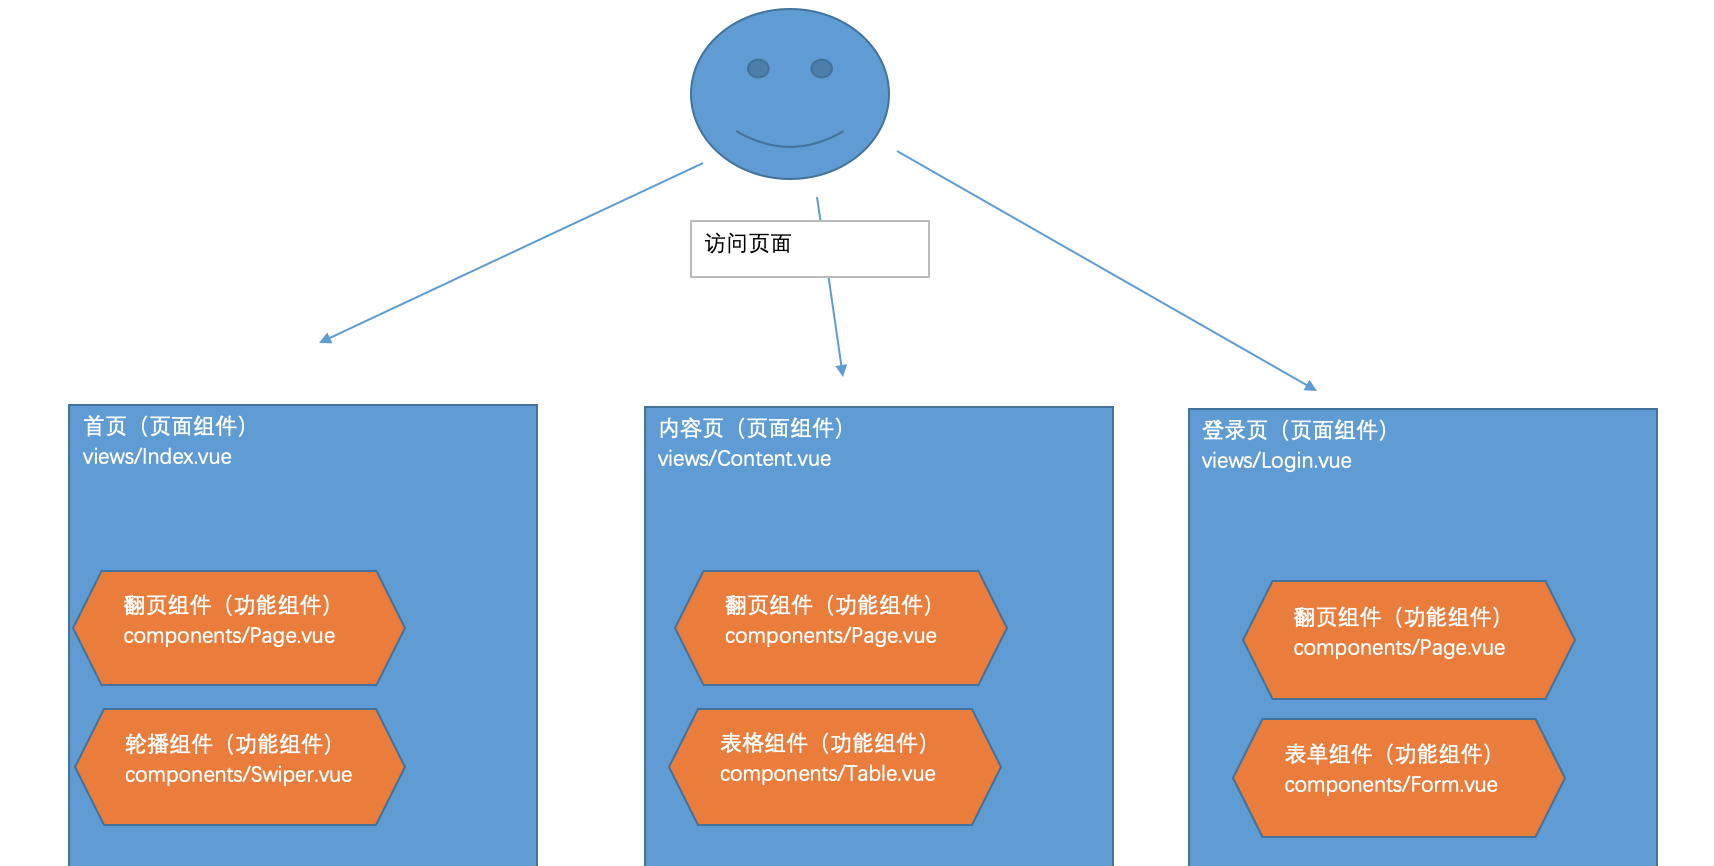 访问页面
首页（页面组件）
views/Index.vue
翻页组件（功能组件）
components/Page.vue
轮播组件（功能组件）
components/Swiper.vue
内容页（页面组件）
views/Content.vue
翻页组件（功能组件）
components/Page.vue
表格组件（功能组件）
components/Table.vue
登录页（页面组件）
views/Login.vue
翻页组件（功能组件）
components/Page.vue
表单组件（功能组件）
components/Form.vue